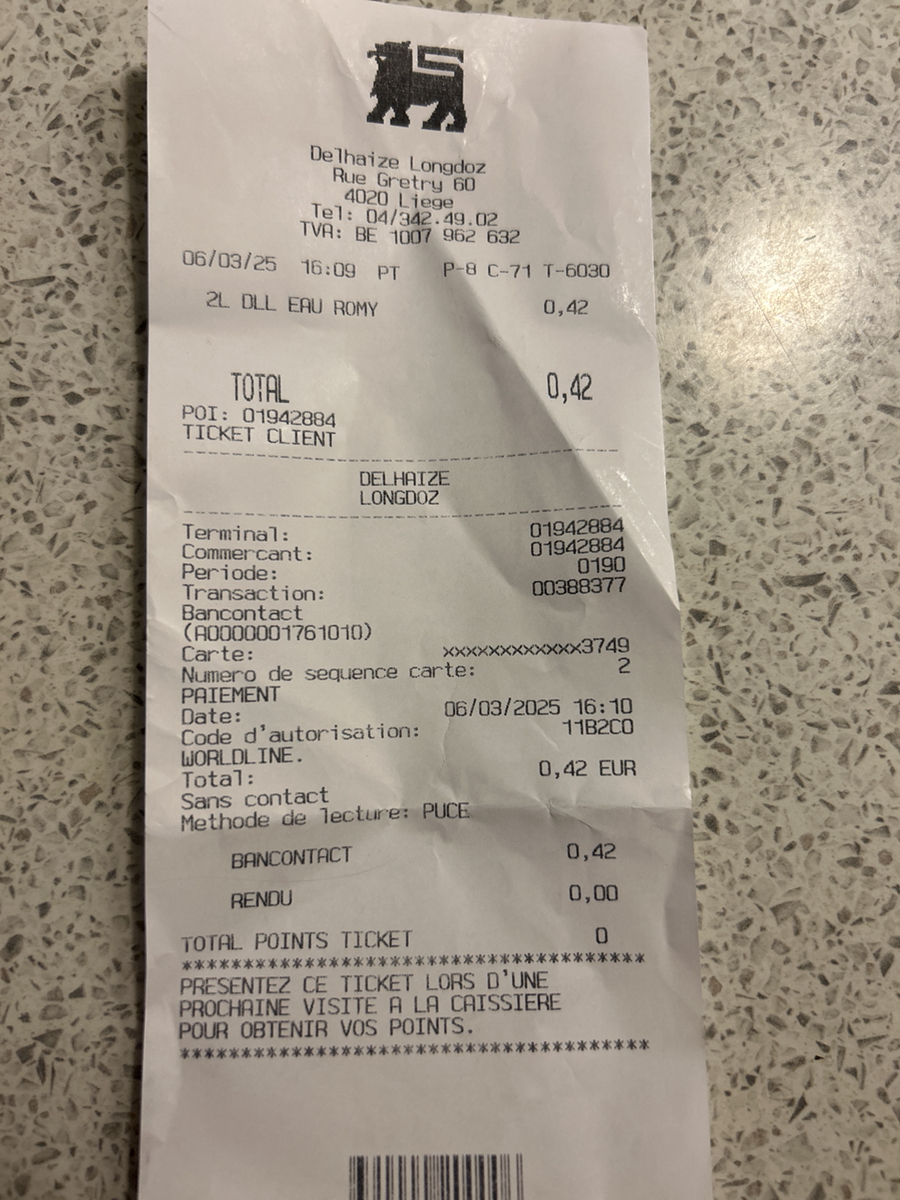 Delhaize Longdoz
Rue Gretry 60
4020 Liege
Tel: 04/342.49.02
TVA: BE 1007 962 632
06/03/25 16:09 PT P-8 C-71 T-6030
2L DLL EAU ROMY 0,42
TOTAL 0,42
POI: 01942884
TICKET CLIENT
DELHAIZE
LONGDOZ
Terminal: 01942884
Commercant: 01942884
Periode: 0190
Transaction: 00388377
Bancontact
(A0000001761010)
Carte: xxxxxxxxxxxxx3749
Numero de sequence carte: 2
PAIEMENT
Date: 06/03/2025 16:10
Code d'autorisation: 11B2C0
WORLDLINE.
Total: 0,42 EUR
Sans contact
Methode de lecture: PUCE
BANCONTACT 0,42
RENDU 0,00
TOTAL POINTS TICKET 0
****************************************
PRESENTEZ CE TICKET LORS D'UNE
PROCHAINE VISITE A LA CAISSIERE
POUR OBTENIR VOS POINTS.
****************************************